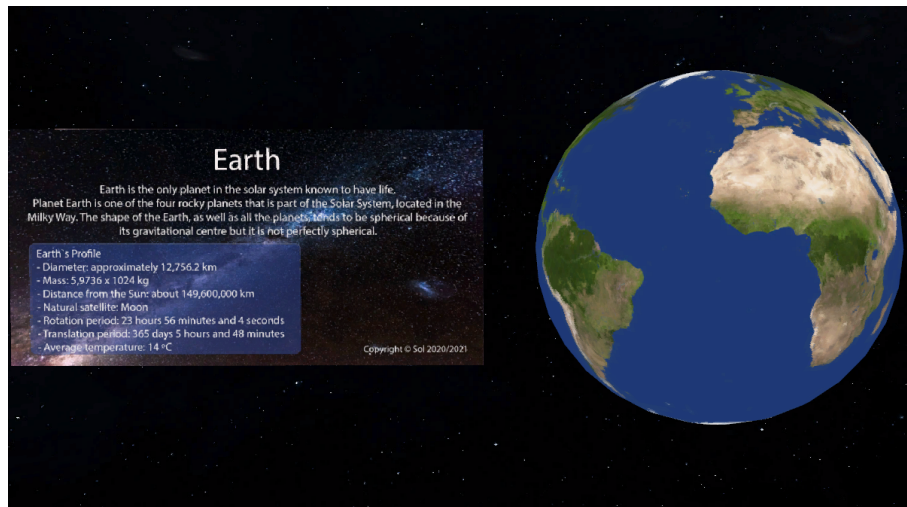 Earth
Earth is the only planet in the solar system known to have life.
Planet Earth is one of the four rocky planets that is part of the Solar System, located in the
Milky Way. The shape of the Earth, as well as all the planets, tends to be spherical because of
its gravitational centre but it is not perfectly spherical.
Earth`s Profile
- Diameter: approximately 12,756.2 km
- Mass: 5,9736 x 1024 kg
- Distance from the Sun: about 149,600,000 km
- Natural satellite: Moon
- Rotation period: 23 hours 56 minutes and 4 seconds
- Translation period: 365 days 5 hours and 48 minutes
- Average temperature: 14 ºC
Copyright © Sol 2020/2021